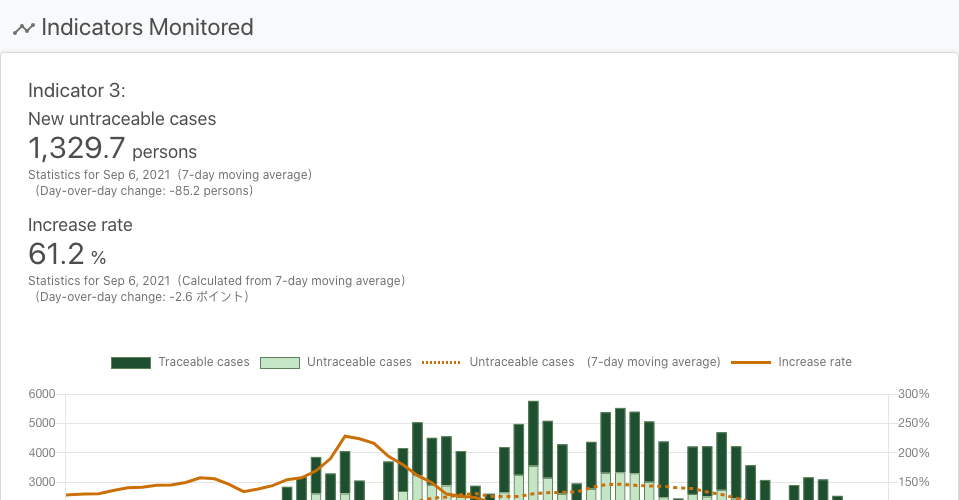 Indicators Monitored
Indicator 3:
New untraceable cases
1,329.7 persons
Statistics for Sep 6, 2021（7-day moving average）
（Day-over-day change: -85.2 persons）
Increase rate
61.2 %
Statistics for Sep 6, 2021（Calculated from 7-day moving average）
（Day-over-day change: -2.6 ポイント）
Traceable cases Untraceable cases Untraceable cases （7-day moving average） Increase rate
6000 300%
5000 250%
4000 200%
3000 150%